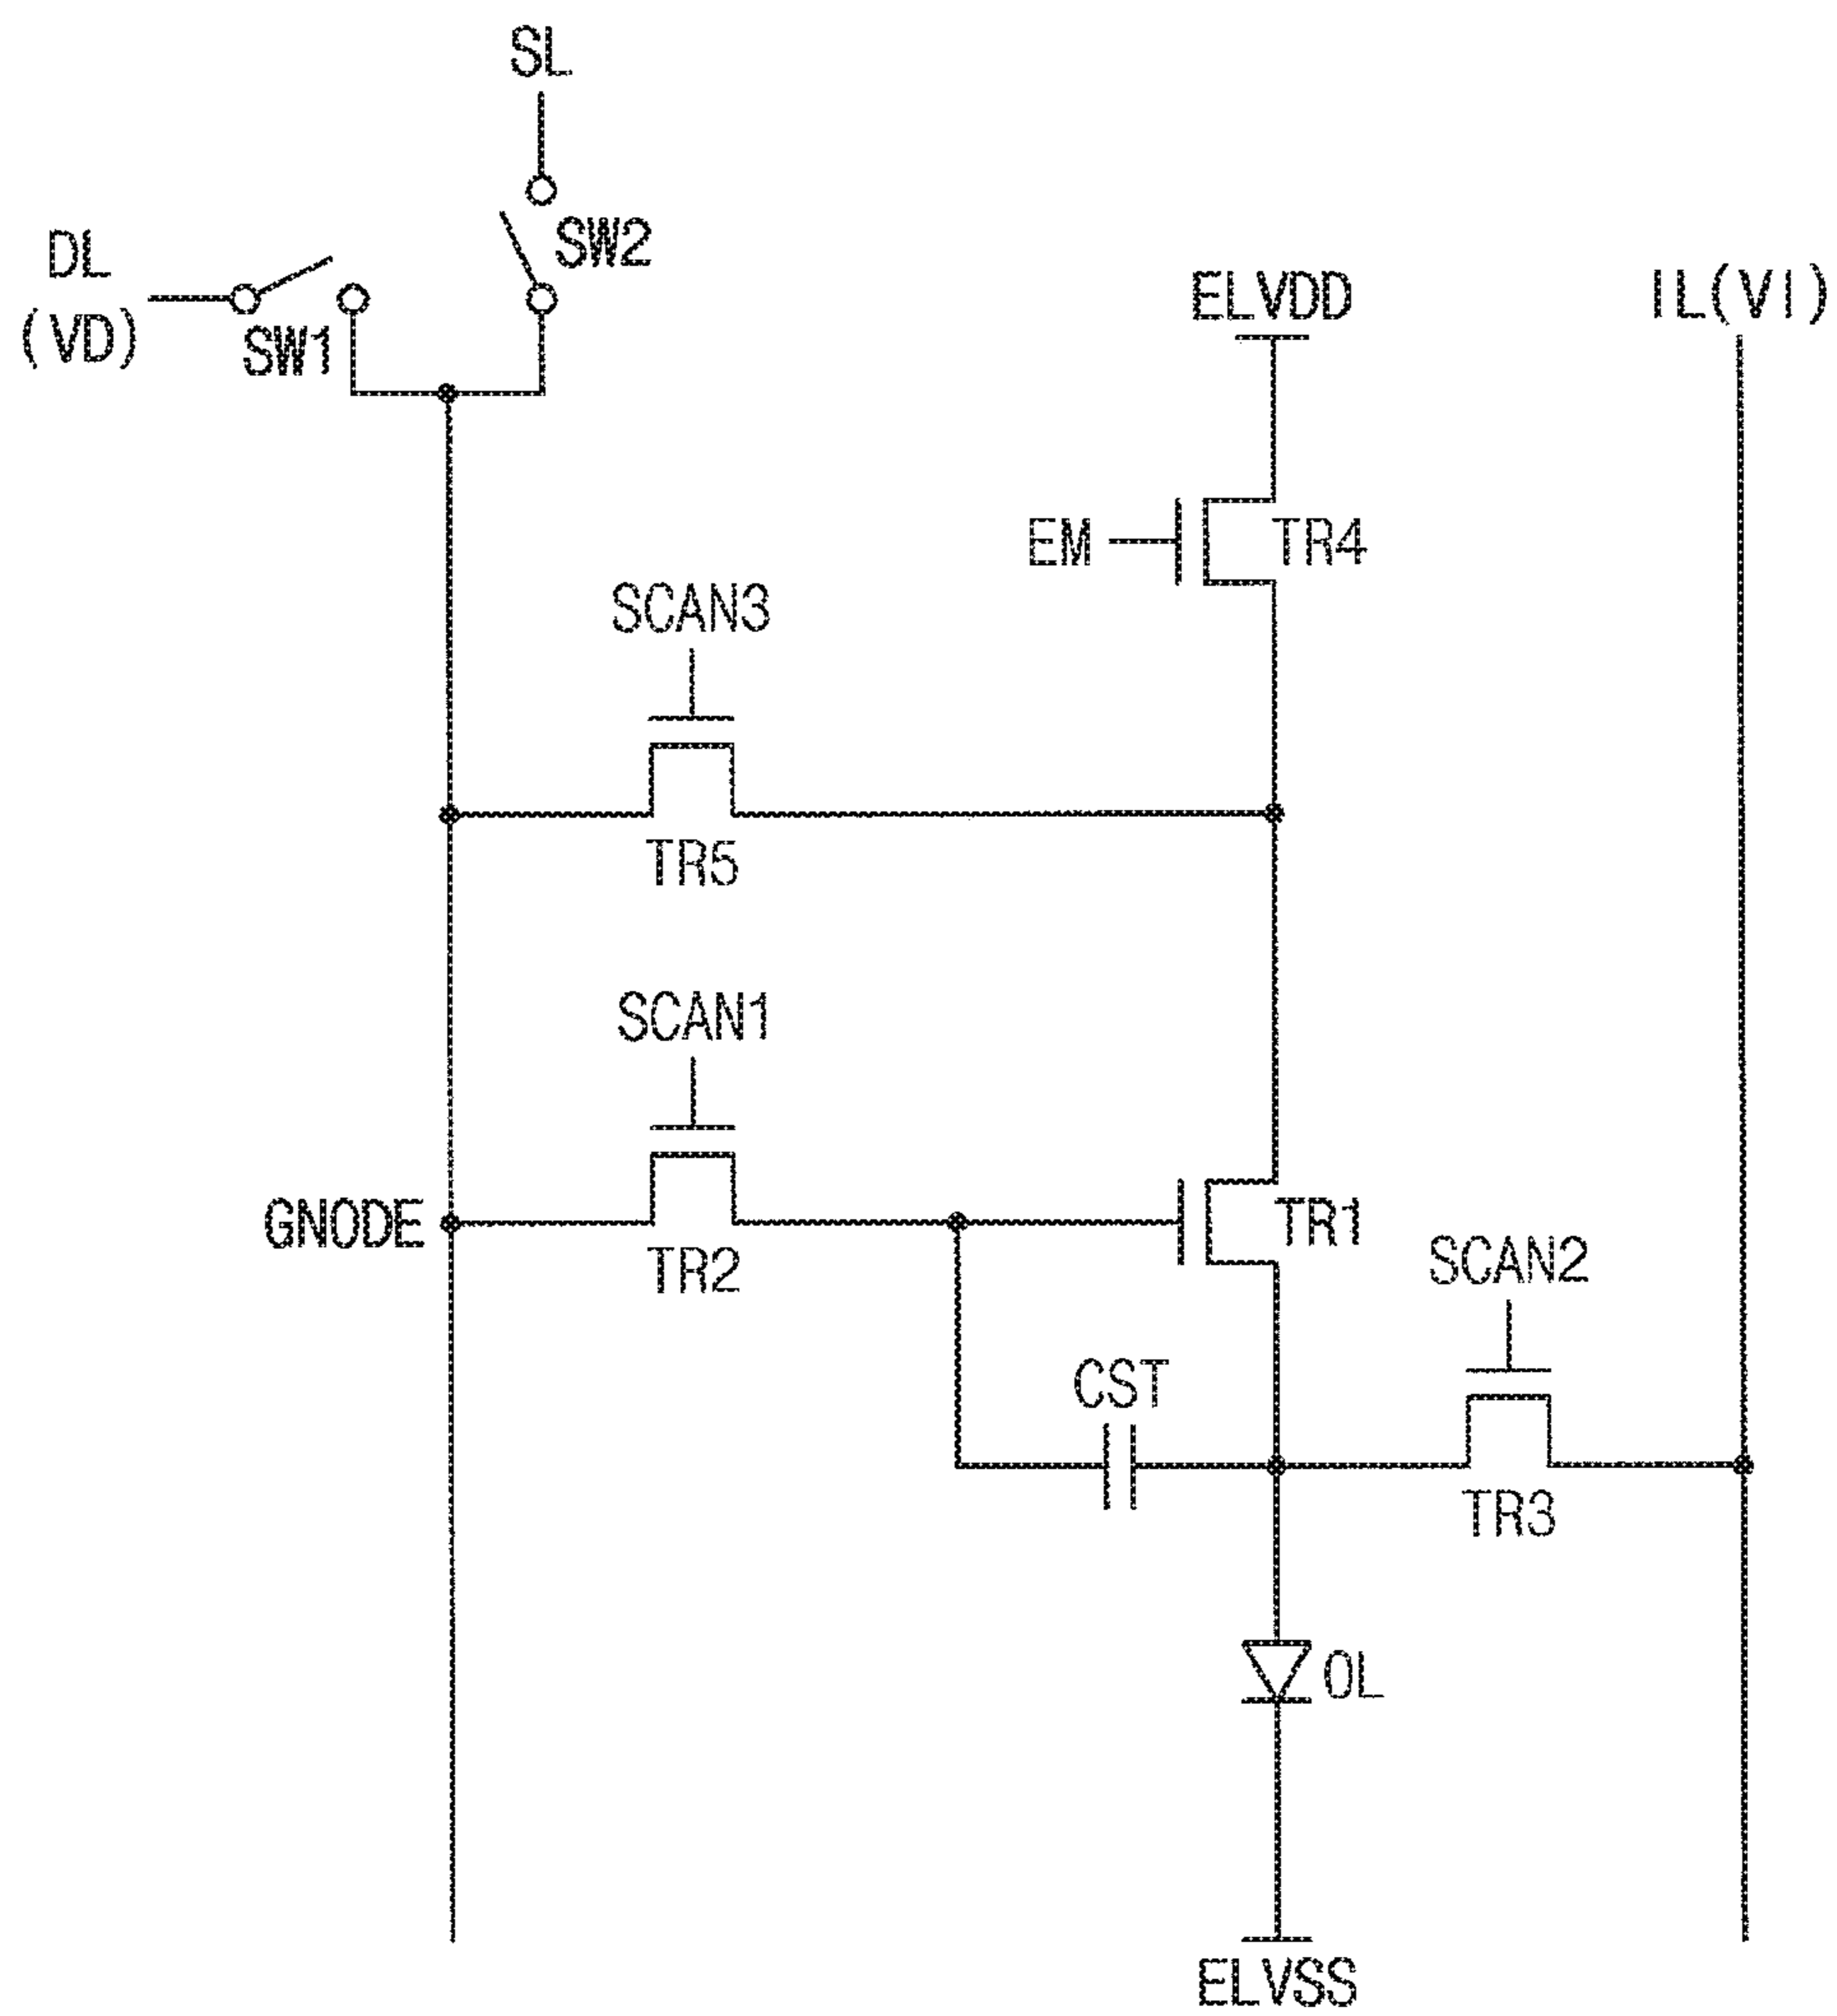 SL
SW2
DL
(VD)
SW1
ELVDD
IL(VI)
EM
TR4
SCAN3
TR5
SCAN1
GNODE
TR2
TR1
SCAN2
CST
TR3
OL
ELVSS